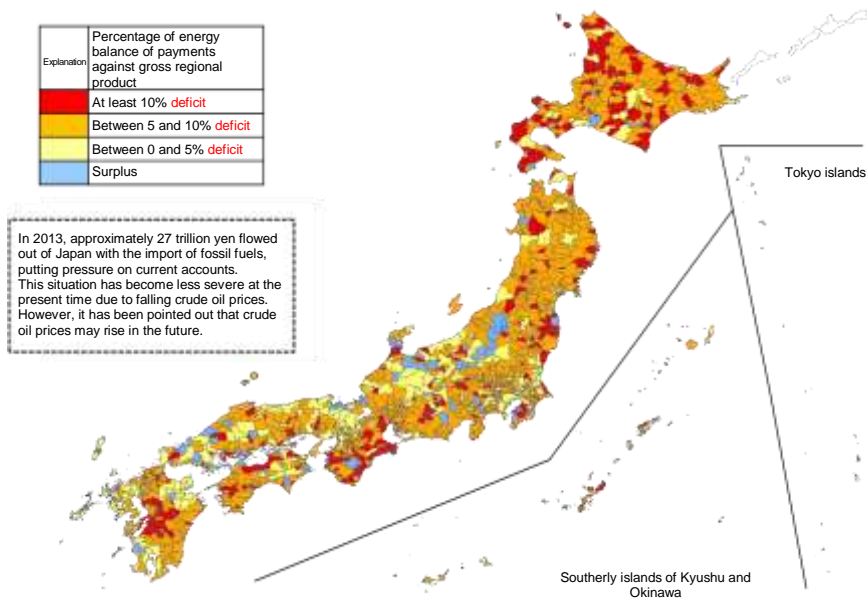 Explanation
Percentage of energy
balance of payments
against gross regional
product
At least 10% deficit
Between 5 and 10% deficit
Between 0 and 5% deficit
Surplus
In 2013, approximately 27 trillion yen flowed
out of Japan with the import of fossil fuels,
putting pressure on current accounts.
This situation has become less severe at the
present time due to falling crude oil prices.
However, it has been pointed out that crude
oil prices may rise in the future.
Tokyo islands
Southerly islands of Kyushu and
Okinawa